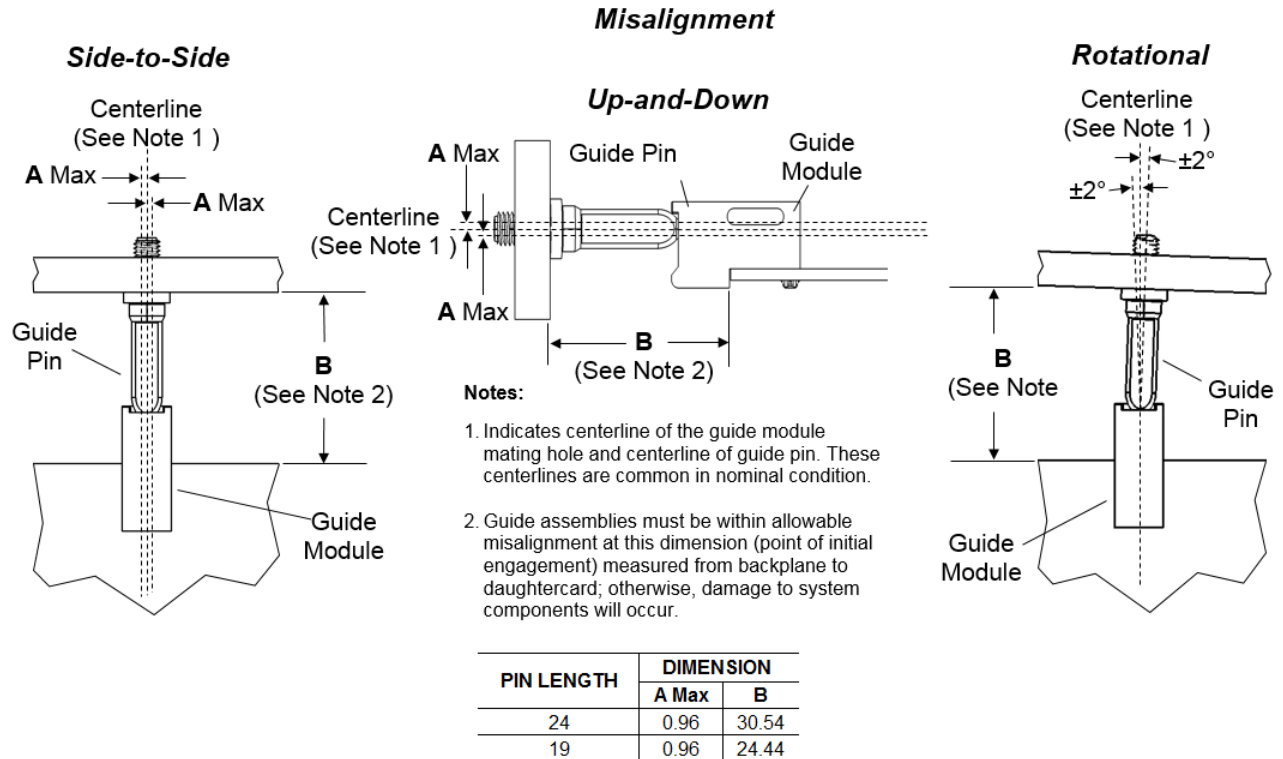 Misalignment
Side-to-Side
Centerline
(See Note 1 )
A Max
A Max
Guide
Pin
B
(See Note 2)
Guide
Module
Up-and-Down
A Max
Guide Pin
Guide
Module
Centerline
(See Note 1 )
A Max
B
(See Note 2)
Rotational
Centerline
(See Note 1 )
±2°
±2°
B
(See Note
Guide
Pin
Guide
Module
Notes:
1. Indicates centerline of the guide module
mating hole and centerline of guide pin. These
centerlines are common in nominal condition.
2. Guide assemblies must be within allowable
misalignment at this dimension (point of initial
engagement) measured from backplane to
daughtercard; otherwise, damage to system
components will occur.
PIN LENGTH DIMENSION
A Max B
24 0.96 30.54
19 0.96 24.44